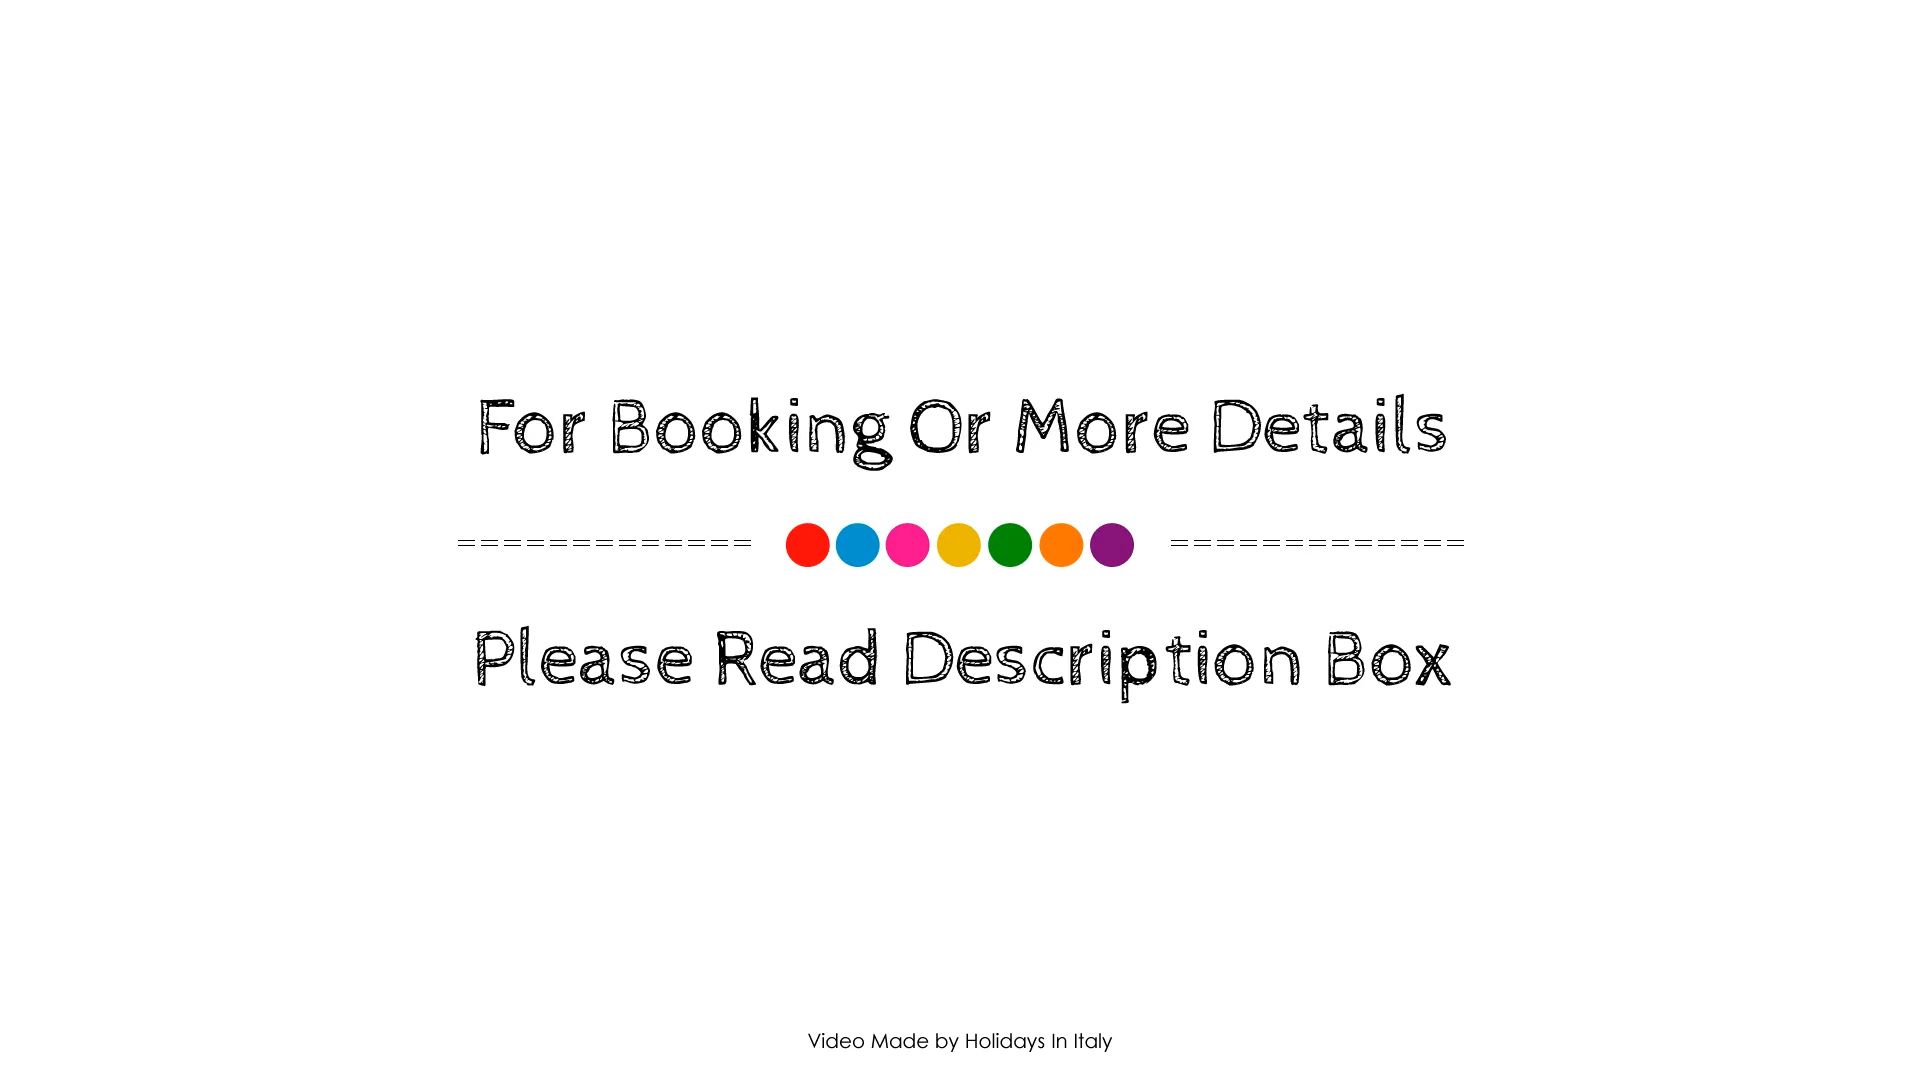 For Booking Or More Details
============= =============
Please Read Description Box
Video Made by Holidays In Italy